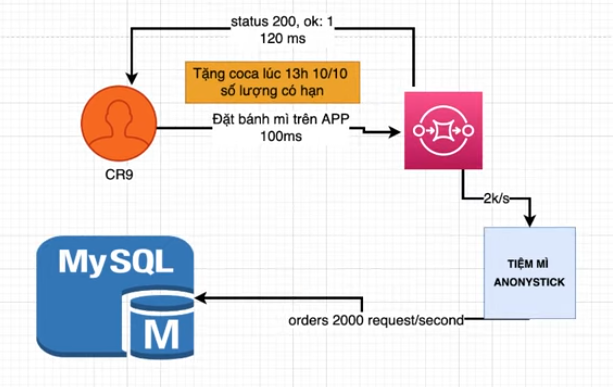 status 200, ok: 1
120 ms
Tặng coca lúc 13h 10/10
số lượng có hạn
Đặt bánh mì trên APP
100ms
CR9
2k/s
TIỆM MÌ
ANONYSTICK
MySQL
M
orders 2000 request/second